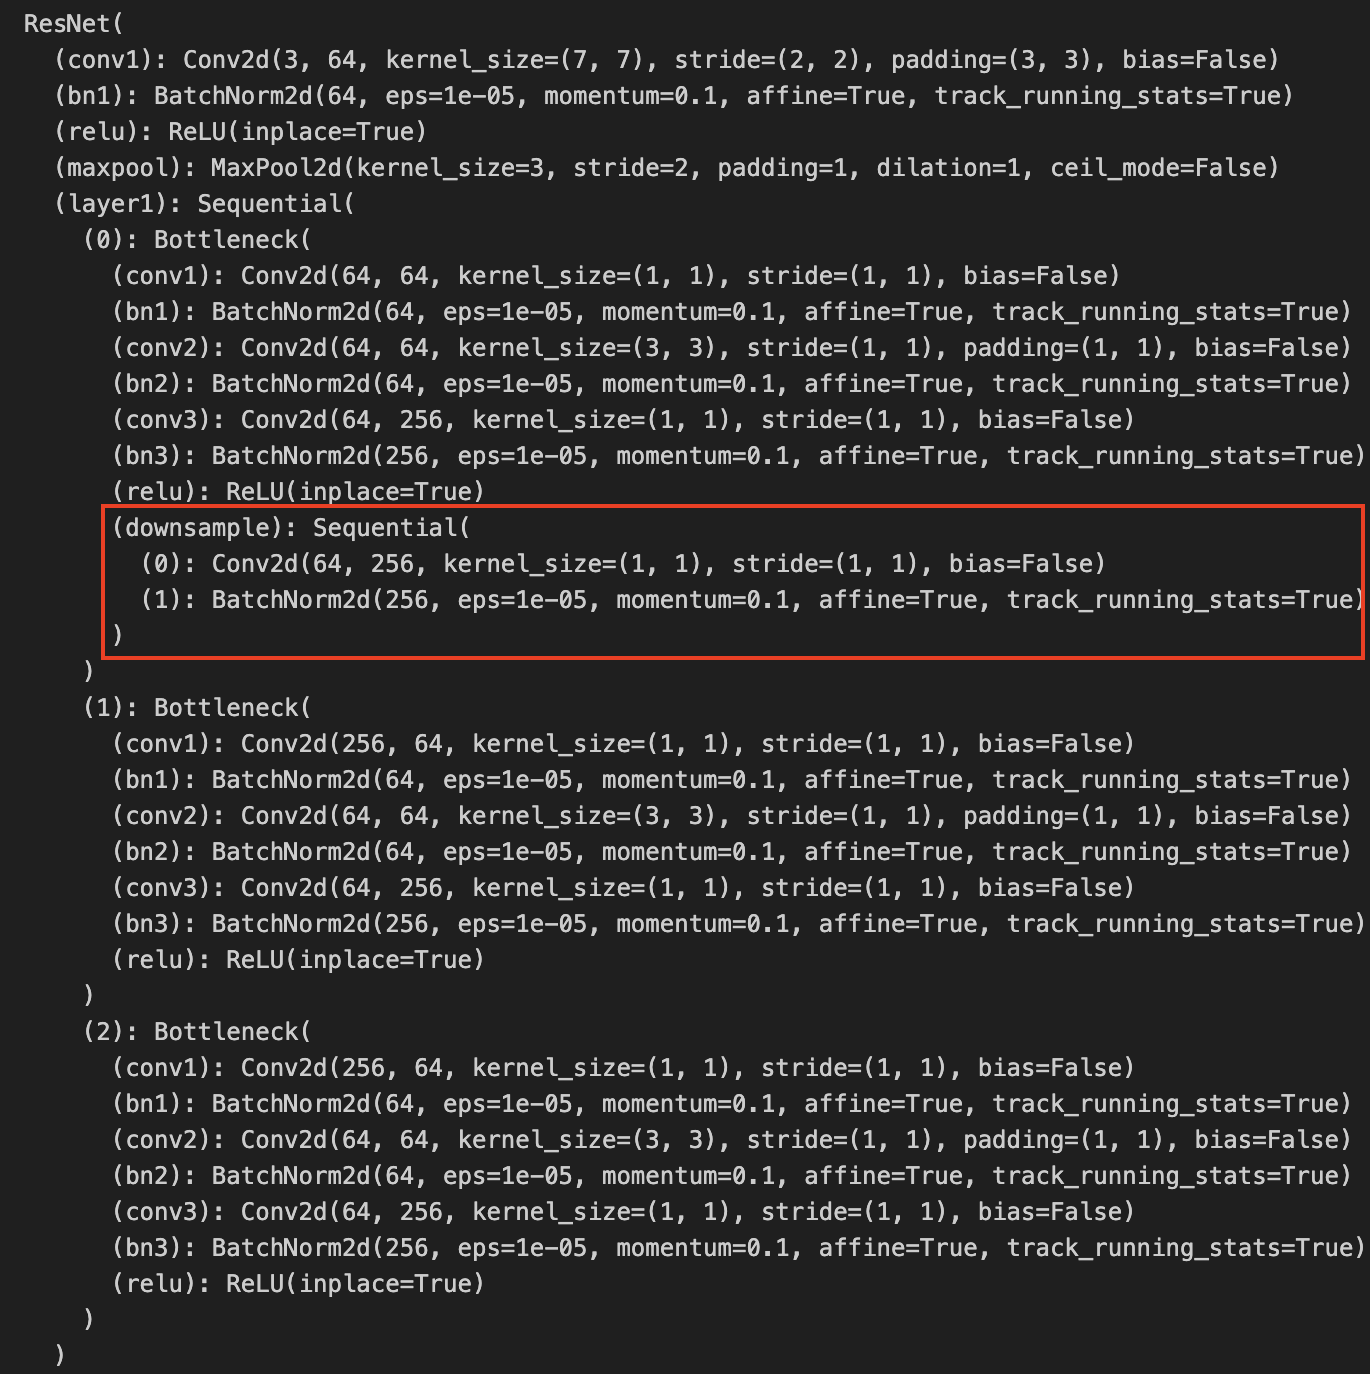 ResNet(
  (conv1): Conv2d(3, 64, kernel_size=(7, 7), stride=(2, 2), padding=(3, 3), bias=False)
  (bn1): BatchNorm2d(64, eps=1e-05, momentum=0.1, affine=True, track_running_stats=True)
  (relu): ReLU(inplace=True)
  (maxpool): MaxPool2d(kernel_size=3, stride=2, padding=1, dilation=1, ceil_mode=False)
  (layer1): Sequential(
    (0): Bottleneck(
      (conv1): Conv2d(64, 64, kernel_size=(1, 1), stride=(1, 1), bias=False)
      (bn1): BatchNorm2d(64, eps=1e-05, momentum=0.1, affine=True, track_running_stats=True)
      (conv2): Conv2d(64, 64, kernel_size=(3, 3), stride=(1, 1), padding=(1, 1), bias=False)
      (bn2): BatchNorm2d(64, eps=1e-05, momentum=0.1, affine=True, track_running_stats=True)
      (conv3): Conv2d(64, 256, kernel_size=(1, 1), stride=(1, 1), bias=False)
      (bn3): BatchNorm2d(256, eps=1e-05, momentum=0.1, affine=True, track_running_stats=True)
      (relu): ReLU(inplace=True)
      (downsample): Sequential(
        (0): Conv2d(64, 256, kernel_size=(1, 1), stride=(1, 1), bias=False)
        (1): BatchNorm2d(256, eps=1e-05, momentum=0.1, affine=True, track_running_stats=True)
      )
    )
    (1): Bottleneck(
      (conv1): Conv2d(256, 64, kernel_size=(1, 1), stride=(1, 1), bias=False)
      (bn1): BatchNorm2d(64, eps=1e-05, momentum=0.1, affine=True, track_running_stats=True)
      (conv2): Conv2d(64, 64, kernel_size=(3, 3), stride=(1, 1), padding=(1, 1), bias=False)
      (bn2): BatchNorm2d(64, eps=1e-05, momentum=0.1, affine=True, track_running_stats=True)
      (conv3): Conv2d(64, 256, kernel_size=(1, 1), stride=(1, 1), bias=False)
      (bn3): BatchNorm2d(256, eps=1e-05, momentum=0.1, affine=True, track_running_stats=True)
      (relu): ReLU(inplace=True)
    )
    (2): Bottleneck(
      (conv1): Conv2d(256, 64, kernel_size=(1, 1), stride=(1, 1), bias=False)
      (bn1): BatchNorm2d(64, eps=1e-05, momentum=0.1, affine=True, track_running_stats=True)
      (conv2): Conv2d(64, 64, kernel_size=(3, 3), stride=(1, 1), padding=(1, 1), bias=False)
      (bn2): BatchNorm2d(64, eps=1e-05, momentum=0.1, affine=True, track_running_stats=True)
      (conv3): Conv2d(64, 256, kernel_size=(1, 1), stride=(1, 1), bias=False)
      (bn3): BatchNorm2d(256, eps=1e-05, momentum=0.1, affine=True, track_running_stats=True)
      (relu): ReLU(inplace=True)
    )
  )